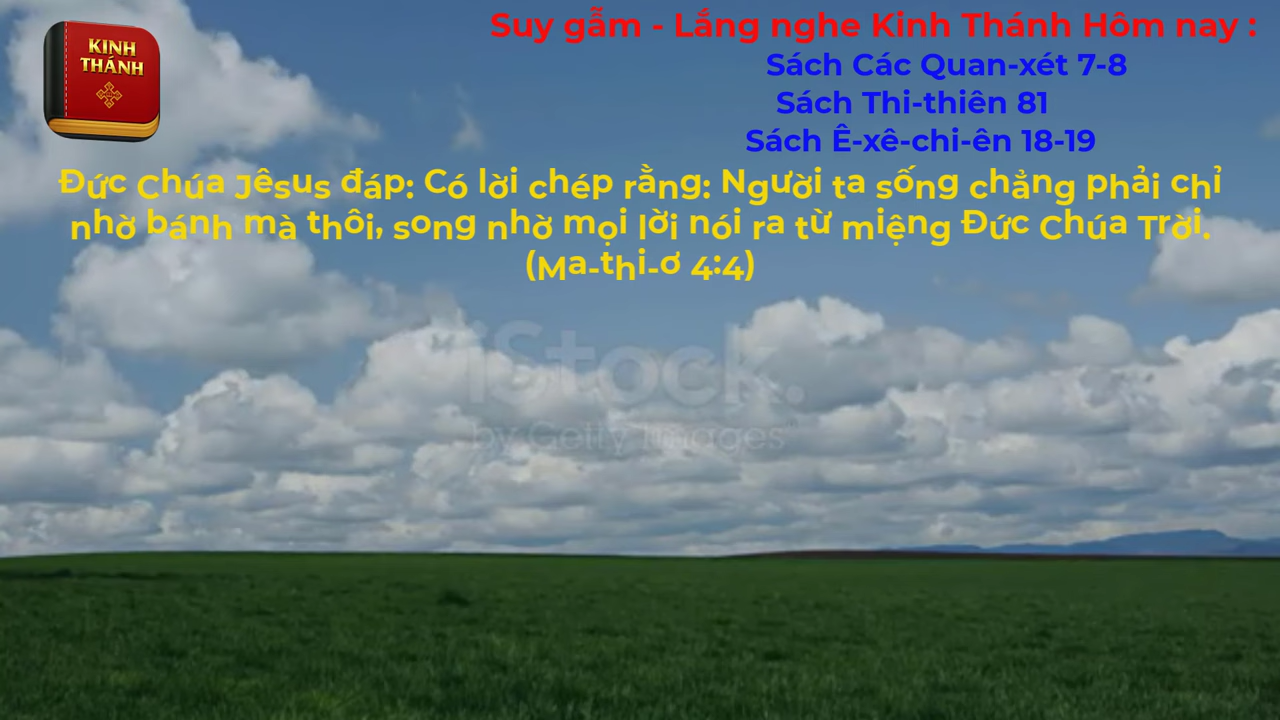 KINH
THÁNH
Suy gẫm - Lắng nghe Kinh Thánh Hôm nay :
Sách Các Quan-xét 7-8
Sách Thi-thiên 81
Sách Ê-xê-chi-ên 18-19
Đức Chúa Jêsus đáp: Có lời chép rằng: Người ta sống chẳng phải chỉ
nhờ bánh mà thôi, song nhờ mọi lời nói ra từ miệng Đức Chúa Trời.
(Ma-thi-ơ 4:4)
iStock.
by Getty Images"